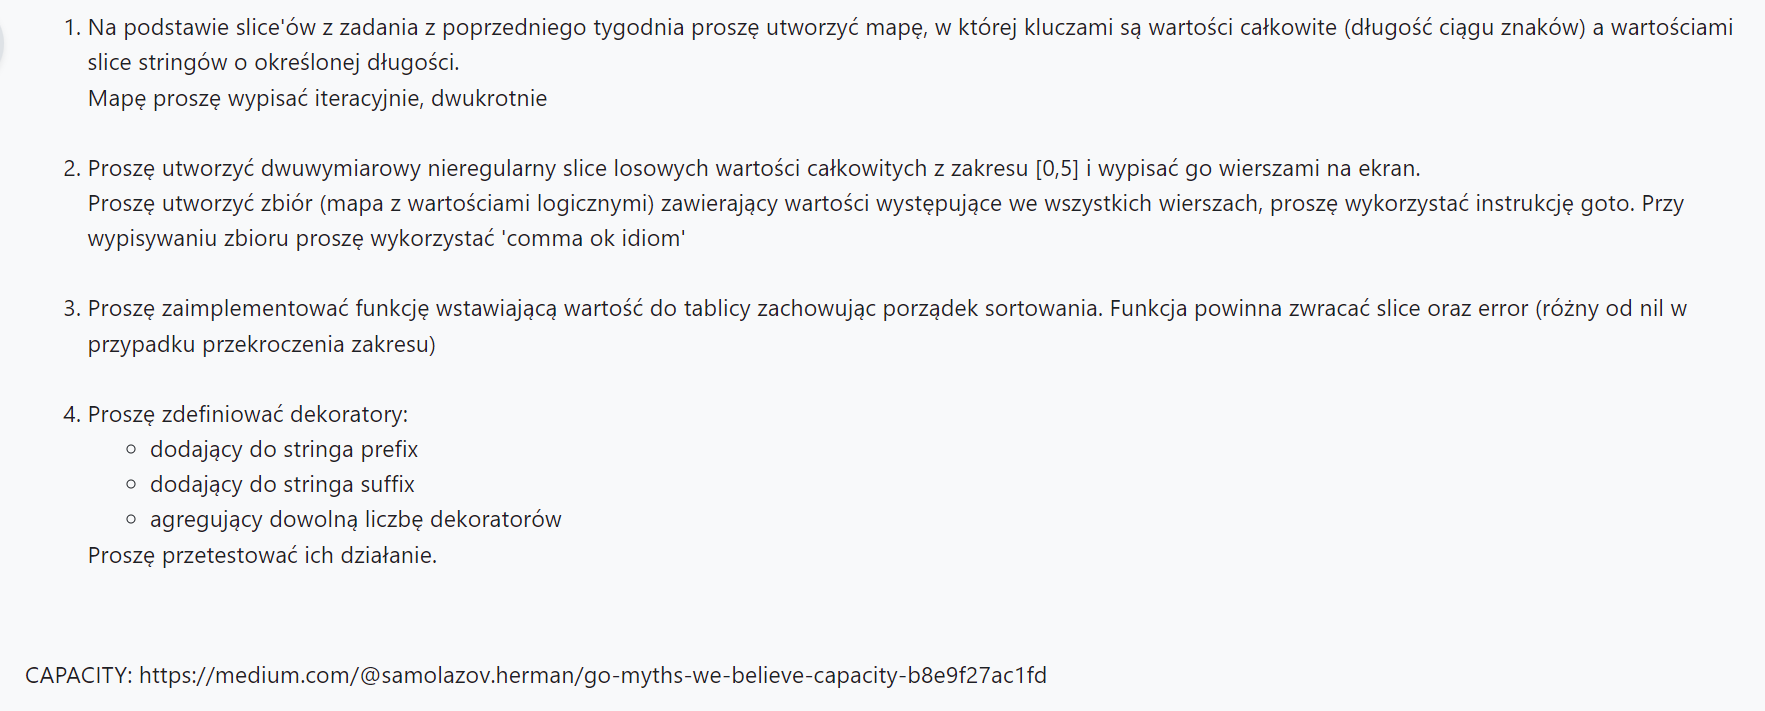 1. Na podstawie slice'ów z zadania z poprzedniego tygodnia proszę utworzyć mapę, w której kluczami są wartości całkowite (długość ciągu znaków) a wartościami
slice stringów o określonej długości.
Mapę proszę wypisać iteracyjnie, dwukrotnie
2. Proszę utworzyć dwuwymiarowy nieregularny slice losowych wartości całkowitych z zakresu [0,5] i wypisać go wierszami na ekran.
Proszę utworzyć zbiór (mapa z wartościami logicznymi) zawierający wartości występujące we wszystkich wierszach, proszę wykorzystać instrukcję goto. Przy
wypisywaniu zbioru proszę wykorzystać 'comma ok idiom'
3. Proszę zaimplementować funkcję wstawiającą wartość do tablicy zachowując porządek sortowania. Funkcja powinna zwracać slice oraz error (różny od nil w
przypadku przekroczenia zakresu)
4. Proszę zdefiniować dekoratory:
○ dodający do stringa prefix
○ dodający do stringa suffix
○ agregujący dowolną liczbę dekoratorów
Proszę przetestować ich działanie.
CAPACITY: https://medium.com/@samolazov.herman/go-myths-we-believe-capacity-b8e9f27ac1fd